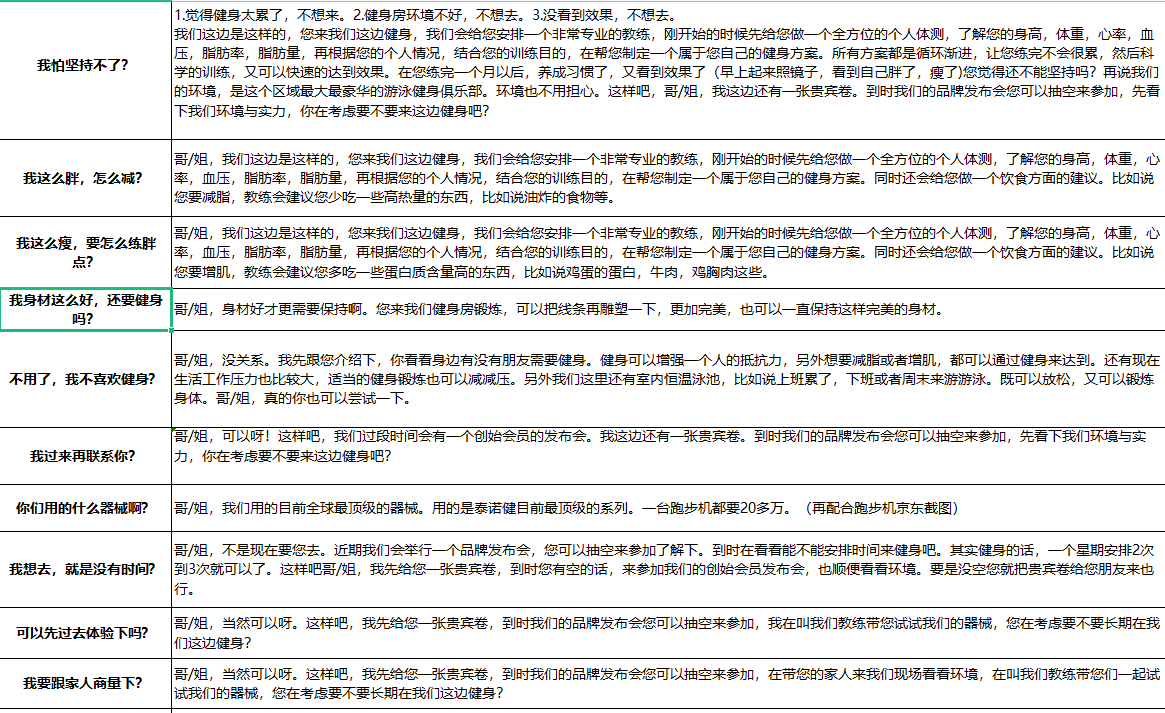 我怕坚持不了？
1.觉得健身太累了，不想来。2.健身房环境不好，不想去。3.没看到效果，不想去。
我们这边是这样的，您来我们这边健身，我们会给您安排一个非常专业的教练，刚开始的时候先给您做一个全方位的个人体测，了解您的身高，体重，心率，血
压，脂肪率，脂肪量，再根据您的个人情况，结合您的训练目的，在帮您制定一个属于您自己的健身方案。所有方案都是循环渐进，让您练完不会很累，然后科
学的训练，又可以快速的达到效果。在您练完一个月以后，养成习惯了，又看到效果了（早上起来照镜子，看到自己胖了，瘦了)您觉得还不能坚持吗？再说我们
的环境，是这个区域最大最豪华的游泳健身俱乐部。环境也不用担心。这样吧，哥/姐，我这边还有一张贵宾卷。到时我们的品牌发布会您可以抽空来参加，先看
下我们环境与实力，你在考虑要不要来这边健身吧？
我这么胖，怎么减？
哥/姐，我们这边是这样的，您来我们这边健身，我们会给您安排一个非常专业的教练，刚开始的时候先给您做一个全方位的个人体测，了解您的身高，体重，心
率，血压，脂肪率，脂肪量，再根据您的个人情况，结合您的训练目的，在帮您制定一个属于您自己的健身方案。同时还会给您做一个饮食方面的建议。比如说
您要减脂，教练会建议您少吃一些高热量的东西，比如说油炸的食物等。
我这么瘦，要怎么练胖
点？
哥/姐，我们这边是这样的，您来我们这边健身，我们会给您安排一个非常专业的教练，刚开始的时候先给您做一个全方位的个人体测，了解您的身高，体重，心
率，血压，脂肪率，脂肪量，再根据您的个人情况，结合您的训练目的，在帮您制定一个属于您自己的健身方案。同时还会给您做一个饮食方面的建议。比如说
您要增肌，教练会建议您多吃一些蛋白质含量高的东西，比如说鸡蛋的蛋白，牛肉，鸡胸肉这些。
我身材这么好，还要健身
吗？
哥/姐，身材好才更需要保持啊。您来我们健身房锻炼，可以把线条再雕塑一下，更加完美，也可以一直保持这样完美的身材。
不用了，我不喜欢健身？
哥/姐，没关系。我先跟您介绍下，你看看身边有没有朋友需要健身。健身可以增强一个人的抵抗力，另外想要减脂或者增肌，都可以通过健身来达到。还有现在
生活工作压力也比较大，适当的健身锻炼也可以减减压。另外我们这里还有室内恒温泳池，比如说上班累了，下班或者周末来游游泳。既可以放松，又可以锻炼
身体。哥/姐，真的你也可以尝试一下。
我过来再联系你？
哥/姐，可以呀！这样吧，我们过段时间会有一个创始会员的发布会。我这边还有一张贵宾卷。到时我们的品牌发布会您可以抽空来参加，先看下我们环境与实
力，你在考虑要不要来这边健身吧？
你们用的什么器械啊？
哥/姐，我们用的目前全球最顶级的器械。用的是泰诺健目前最顶级的系列。一台跑步机都要20多万。（再配合跑步机京东截图）
我想去，就是没有时间？
哥/姐，不是现在要您去。近期我们会举行一个品牌发布会，您可以抽空来参加了解下。到时在看看能不能安排时间来健身吧。其实健身的话，一个星期安排2次
到3次就可以了。这样吧哥/姐，我先给您一张贵宾卷，到时您有空的话，来参加我们的创始会员发布会，也顺便看看环境。要是没空您就把贵宾卷给您朋友来也
行。
可以先过去体验下吗？
哥/姐，当然可以呀。这样吧，我先给您一张贵宾卷，到时我们的品牌发布会您可以抽空来参加，我在叫我们教练带您试试我们的器械，您在考虑要不要长期在我
们这边健身？
我要跟家人商量下？
哥/姐，当然可以呀。这样吧，我先给您一张贵宾卷，到时我们的品牌发布会您可以抽空来参加，在带您的家人来我们现场看看环境，在叫我们教练带您们一起试
试我们的器械，您在考虑要不要长期在我们这边健身？